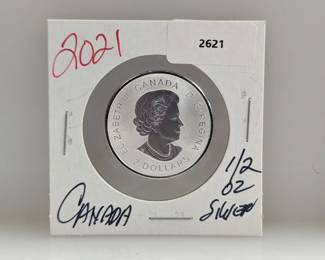 2021
2621
CANADA
ELIZABETH II
D. G. REGINA
2 DOLLARS
CANADA
1/2
OZ
SILVER